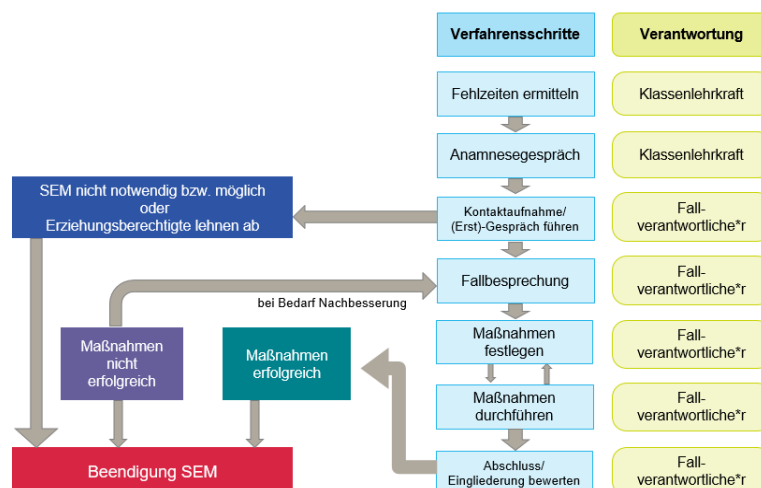 Verfahrensschritte
Verantwortung
Fehlzeiten ermitteln
Klassenlehrkraft
Anamnesegespräch
Klassenlehrkraft
SEM nicht notwendig bzw. möglich
oder
Erziehungsberechtigte lehnen ab
Kontaktaufnahme/
(Erst)-Gespräch führen
Fall-
verantwortliche*r
Fallbesprechung
Fall-
verantwortliche*r
bei Bedarf Nachbesserung
Maßnahmen
nicht
erfolgreich
Maßnahmen
erfolgreich
Maßnahmen
festlegen
Fall-
verantwortliche*r
Maßnahmen
durchführen
Fall-
verantwortliche*r
Beendigung SEM
Abschluss/
Eingliederung bewerten
Fall-
verantwortliche*r